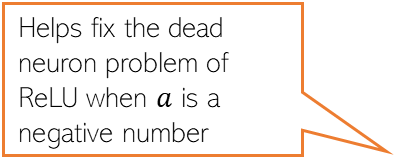 Helps fix the dead
neuron problem of
ReLU when a is a
negative number